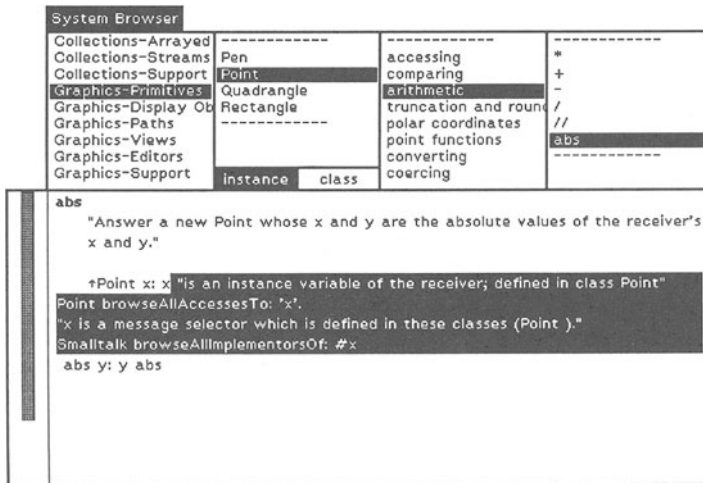 System Browser
Collections-Arrayed
Collections-Streams
Collections-Support
Graphics-Primitives
Graphics-Display Ob
Graphics-Paths
Graphics-Views
Graphics-Editors
Graphics-Support
------------
Pen
Point
Quadrangle
Rectangle
------------
instance class
------------
accessing
comparing
arithmetic
truncation and round
polar coordinates
point functions
converting
coercing
------------
*
+
-
/
//
abs
------------
abs
"Answer a new Point whose x and y are the absolute values of the receiver's
x and y."
↑Point x: x "is an instance variable of the receiver; defined in class Point"
Point browseAllAccessesTo: 'x'.
"x is a message selector which is defined in these classes (Point )."
Smalltalk browseAllImplementorsOf: #x
abs y: y abs